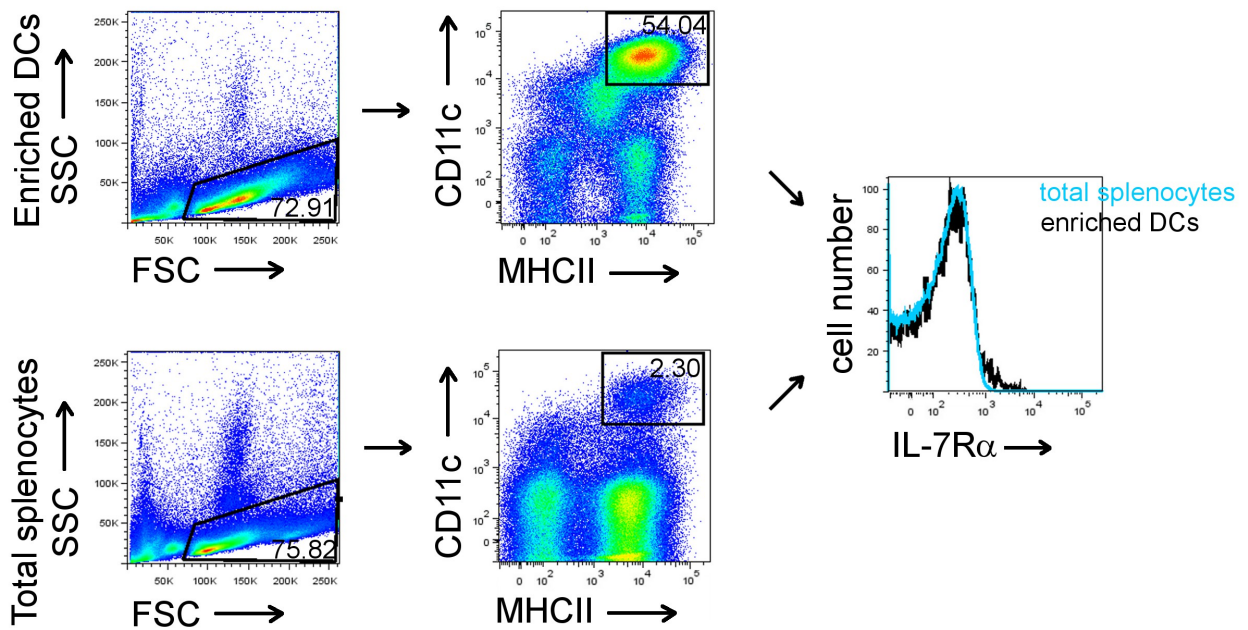 Enriched DCs
SSC
250K
200K
150K
100K
50K
0
72.91
50K 100K 150K 200K 250K
FSC
CD11c
10^5
10^4
10^3
10^2
0
54.04
0 10^2 10^3 10^4 10^5
MHCII
Total splenocytes
SSC
250K
200K
150K
100K
50K
0
75.82
50K 100K 150K 200K 250K
FSC
CD11c
10^5
10^4
10^3
10^2
0
2.30
0 10^2 10^3 10^4 10^5
MHCII
cell number
100
80
60
40
20
total splenocytes
enriched DCs
0 10^2 10^3 10^4 10^5
IL-7Rα